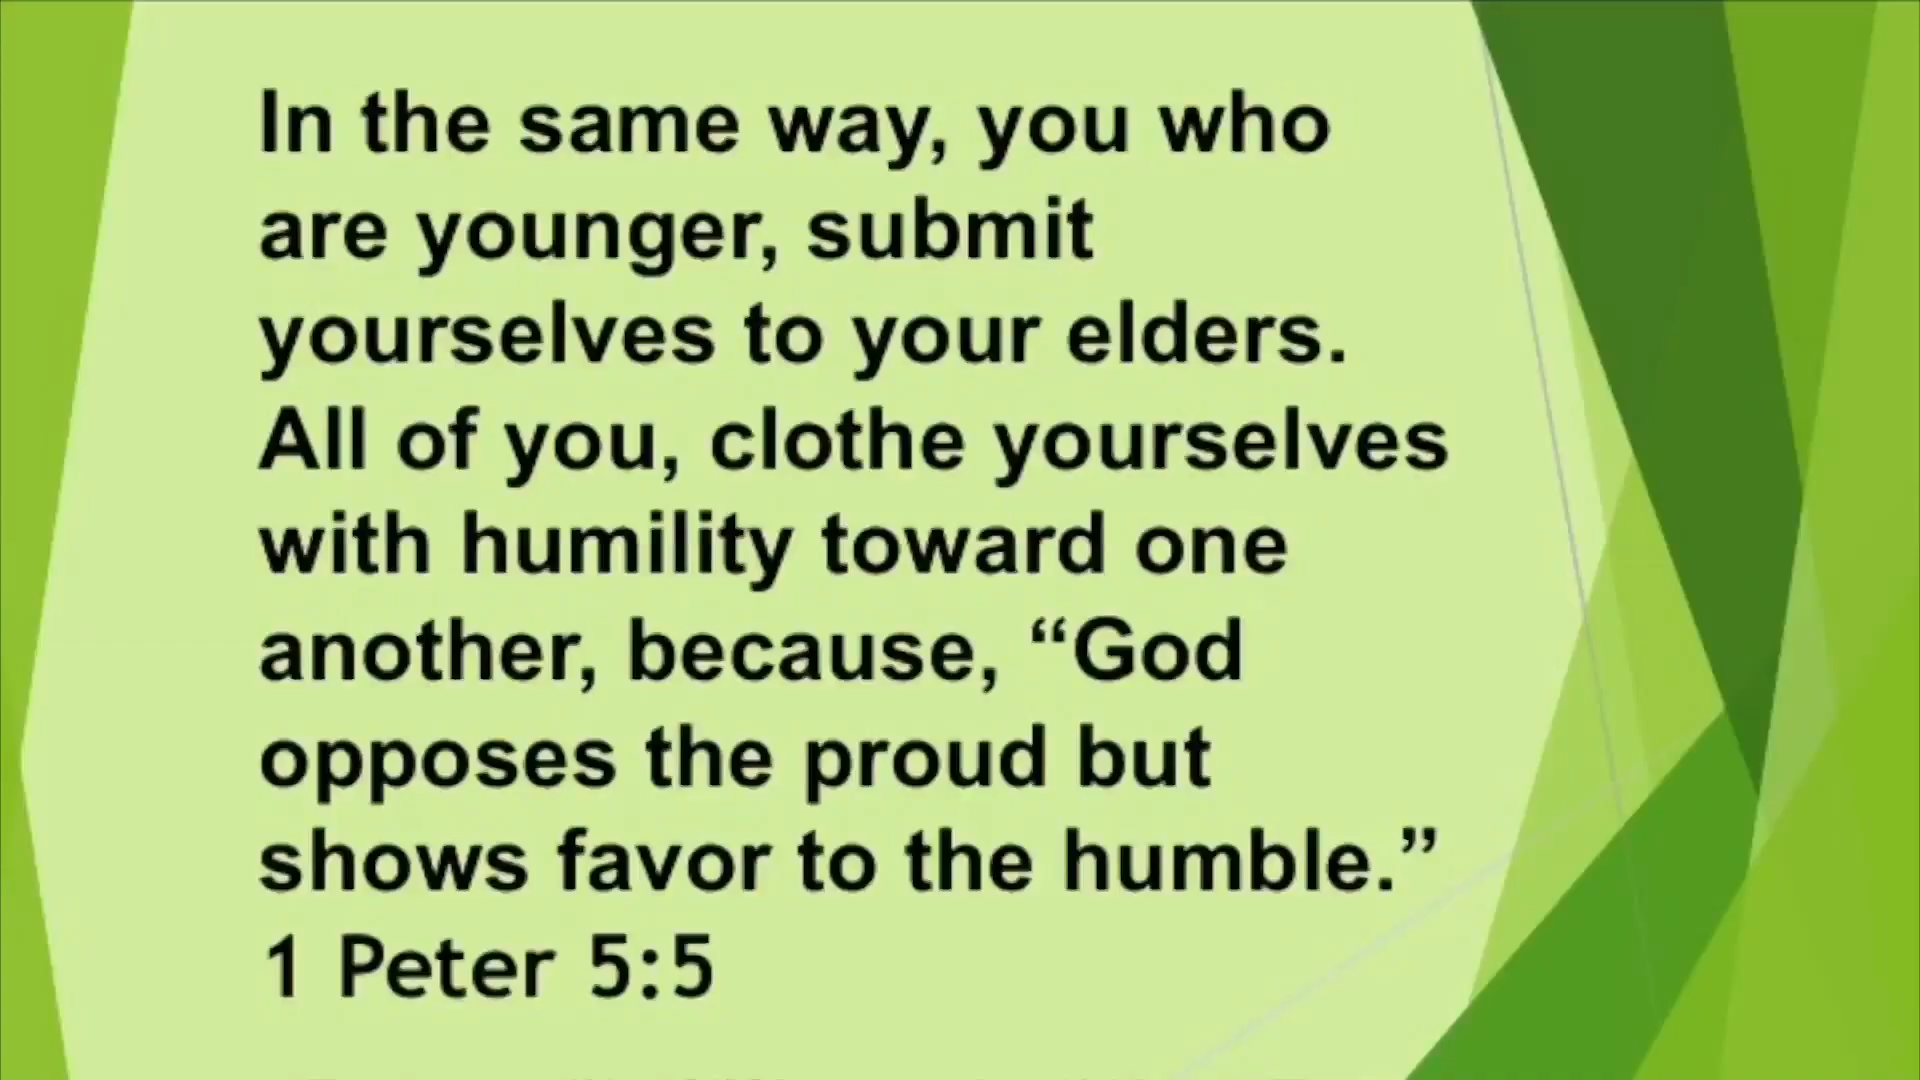 In the same way, you who
are younger, submit
yourselves to your elders.
All of you, clothe yourselves
with humility toward one
another, because, “God
opposes the proud but
shows favor to the humble.”
1 Peter 5:5